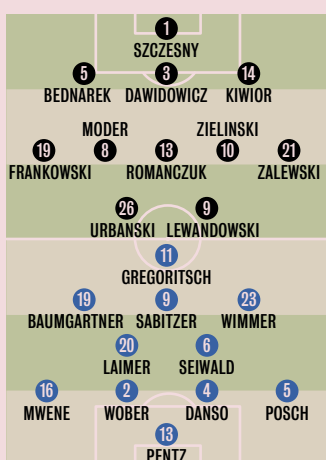 1
SZCZESNY
5 3 14
BEDNAREK DAWIDOWICZ KIWIOR
MODER ZIELINSKI
19 8 13 10 21
FRANKOWSKI ROMANCZUK ZALEWSKI
26 9
URBANSKI LEWANDOWSKI
11
GREGORITSCH
19 9 23
BAUMGARTNER SABITZER WIMMER
20 6
LAIMER SEIWALD
16 2 4 5
MWENE WOBER DANSO POSCH
13
PENTZ